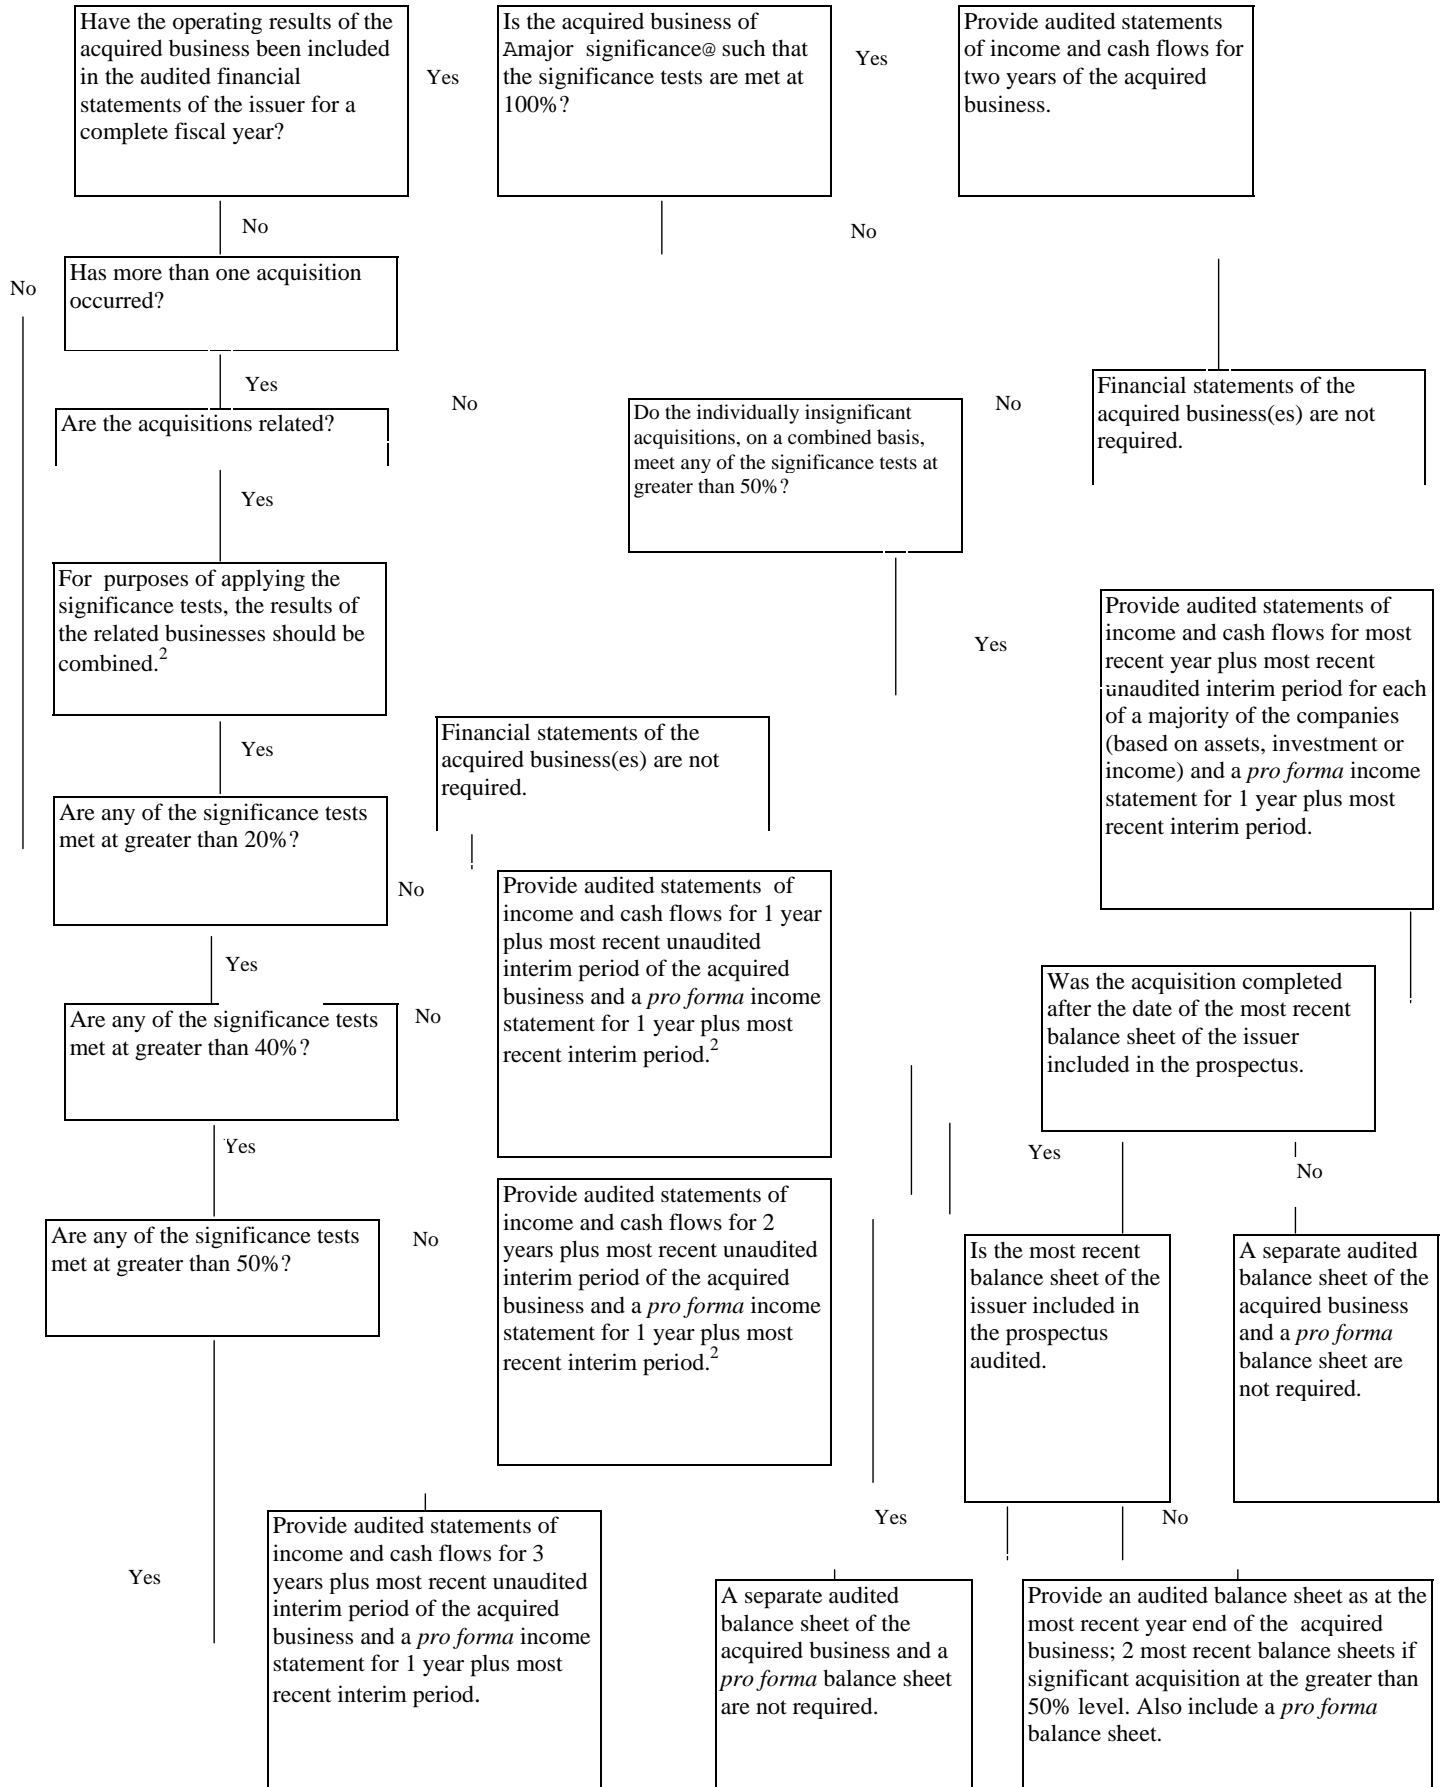 Have the operating results of the
acquired business been included
in the audited financial
statements of the issuer for a
complete fiscal year?
Yes
Is the acquired business of
Amajor significance@ such that
the significance tests are met at
100%?
Yes
Provide audited statements
of income and cash flows for
two years of the acquired
business.
No
No
No
Has more than one acquisition
occurred?
Yes
No
Are the acquisitions related?
Do the individually insignificant
acquisitions, on a combined basis,
meet any of the significance tests at
greater than 50%?
No
Financial statements of the
acquired business(es) are not
required.
Yes
For purposes of applying the
significance tests, the results of
the related businesses should be
combined.2
Yes
Provide audited statements of
income and cash flows for most
recent year plus most recent
unaudited interim period for each
of a majority of the companies
(based on assets, investment or
income) and a pro forma income
statement for 1 year plus most
recent interim period.
Yes
Financial statements of the
acquired business(es) are not
required.
Are any of the significance tests
met at greater than 20%?
No
Provide audited statements of
income and cash flows for 1 year
plus most recent unaudited
interim period of the acquired
business and a pro forma income
statement for 1 year plus most
recent interim period.2
Yes
Was the acquisition completed
after the date of the most recent
balance sheet of the issuer
included in the prospectus.
Are any of the significance tests
met at greater than 40%?
No
Yes
Yes
No
Provide audited statements of
income and cash flows for 2
years plus most recent unaudited
interim period of the acquired
business and a pro forma income
statement for 1 year plus most
recent interim period.2
Are any of the significance tests
met at greater than 50%?
No
Is the most recent
balance sheet of the
issuer included in
the prospectus
audited.
A separate audited
balance sheet of the
acquired business
and a pro forma
balance sheet are
not required.
Yes
No
Yes
Provide audited statements of
income and cash flows for 3
years plus most recent unaudited
interim period of the acquired
business and a pro forma income
statement for 1 year plus most
recent interim period.
A separate audited
balance sheet of the
acquired business and a
pro forma balance sheet
are not required.
Provide an audited balance sheet as at the
most recent year end of the acquired
business; 2 most recent balance sheets if
significant acquisition at the greater than
50% level. Also include a pro forma
balance sheet.